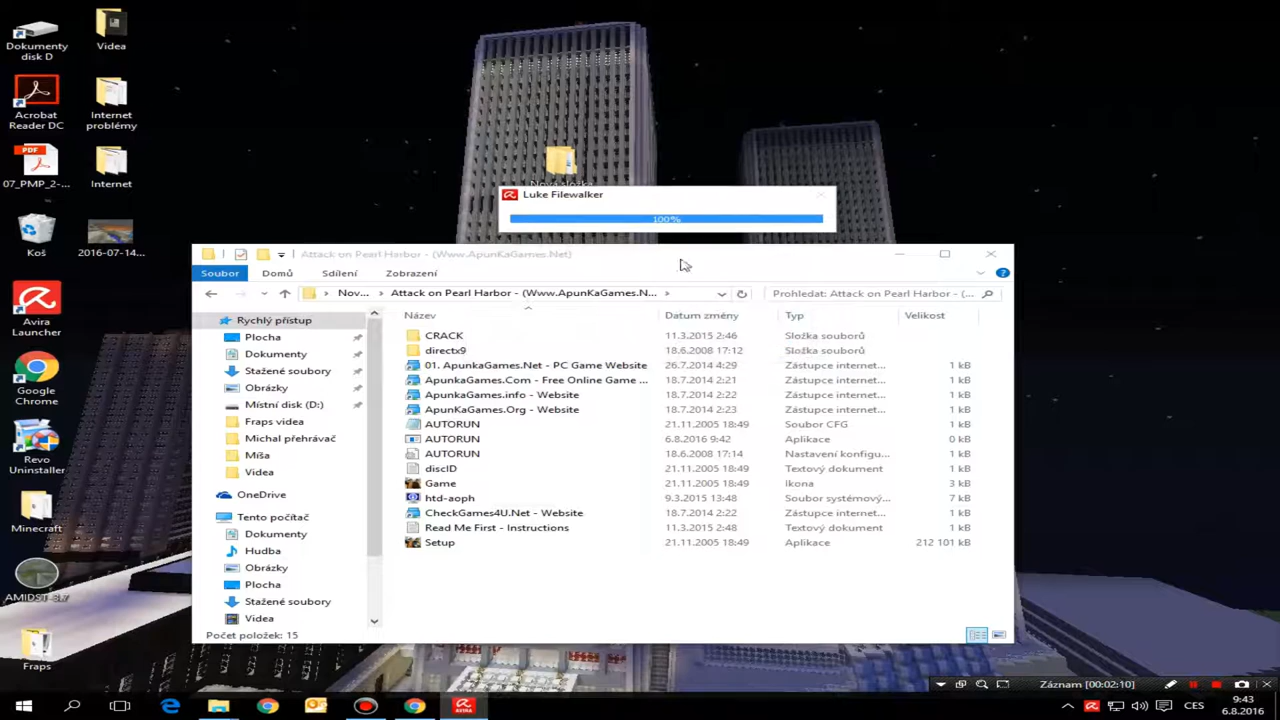 Dokumenty
disk D
Videa
Acrobat
Reader DC
Internet
problémy
PDF
07_PMP_2-...
Internet
Koš
2016-07-14...
Avira
Launcher
Google
Chrome
Revo
Uninstaller
Minecraft
AMIDST-3.7
Fraps
Nová složka
Luke Filewalker
100%
Attack on Pearl Harbor - (Www.ApunKaGames.Net)
Soubor Domů Sdílení Zobrazení
Nov... Attack on Pearl Harbor - (Www.ApunKaGames.N... Prohledat: Attack on Pearl Harbor - (...
Název Datum změny Typ Velikost
Rychlý přístup
Plocha
Dokumenty
Stažené soubory
Obrázky
Místní disk (D:)
Fraps videa
Michal přehrávač
Míša
Videa
OneDrive
Tento počítač
Dokumenty
Hudba
Obrázky
Plocha
Stažené soubory
Videa
CRACK 11.3.2015 2:46 Složka souborů
directx9 18.6.2008 17:12 Složka souborů
01. ApunkaGames.Net - PC Game Website 26.7.2014 4:29 Zástupce internet... 1 kB
ApunkaGames.Com - Free Online Game ... 18.7.2014 2:21 Zástupce internet... 1 kB
ApunkaGames.info - Website 18.7.2014 2:22 Zástupce internet... 1 kB
ApunKaGames.Org - Website 18.7.2014 2:23 Zástupce internet... 1 kB
AUTORUN 21.11.2005 18:49 Soubor CFG 1 kB
AUTORUN 6.8.2016 9:42 Aplikace 0 kB
AUTORUN 18.6.2008 17:14 Nastavení konfigu... 1 kB
discID 21.11.2005 18:49 Textový dokument 1 kB
Game 21.11.2005 18:49 Ikona 3 kB
htd-aoph 9.3.2015 13:48 Soubor systémový... 7 kB
CheckGames4U.Net - Website 18.7.2014 2:22 Zástupce internet... 1 kB
Read Me First - Instructions 11.3.2015 2:48 Textový dokument 1 kB
Setup 21.11.2005 18:49 Aplikace 212 101 kB
Počet položek: 15
Záznam [00:02:10]
AVIRA
CES
9:43
6.8.2016